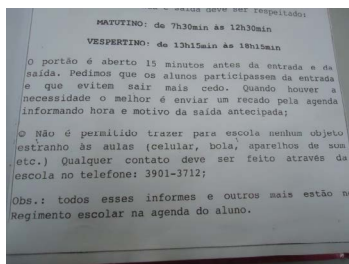 e saída deve ser respeitado:
MATUTINO: de 7h30min às 12h30min
VESPERTINO: de 13h15min às 18h15min
O portão é aberto 15 minutos antes da entrada e da
saída. Pedimos que os alunos participassem da entrada
e que evitem sair mais cedo. Quando houver a
necessidade o melhor é enviar um recado pela agenda
informando hora e motivo da saída antecipada;
☺ Não é permitido trazer para escola nenhum objeto
estranho às aulas (celular, bola, aparelhos de som
etc.) Qualquer contato deve ser feito através da
escola no telefone: 3901-3712;
Obs.: todos esses informes e outros mais estão n
Regimento escolar na agenda do aluno.